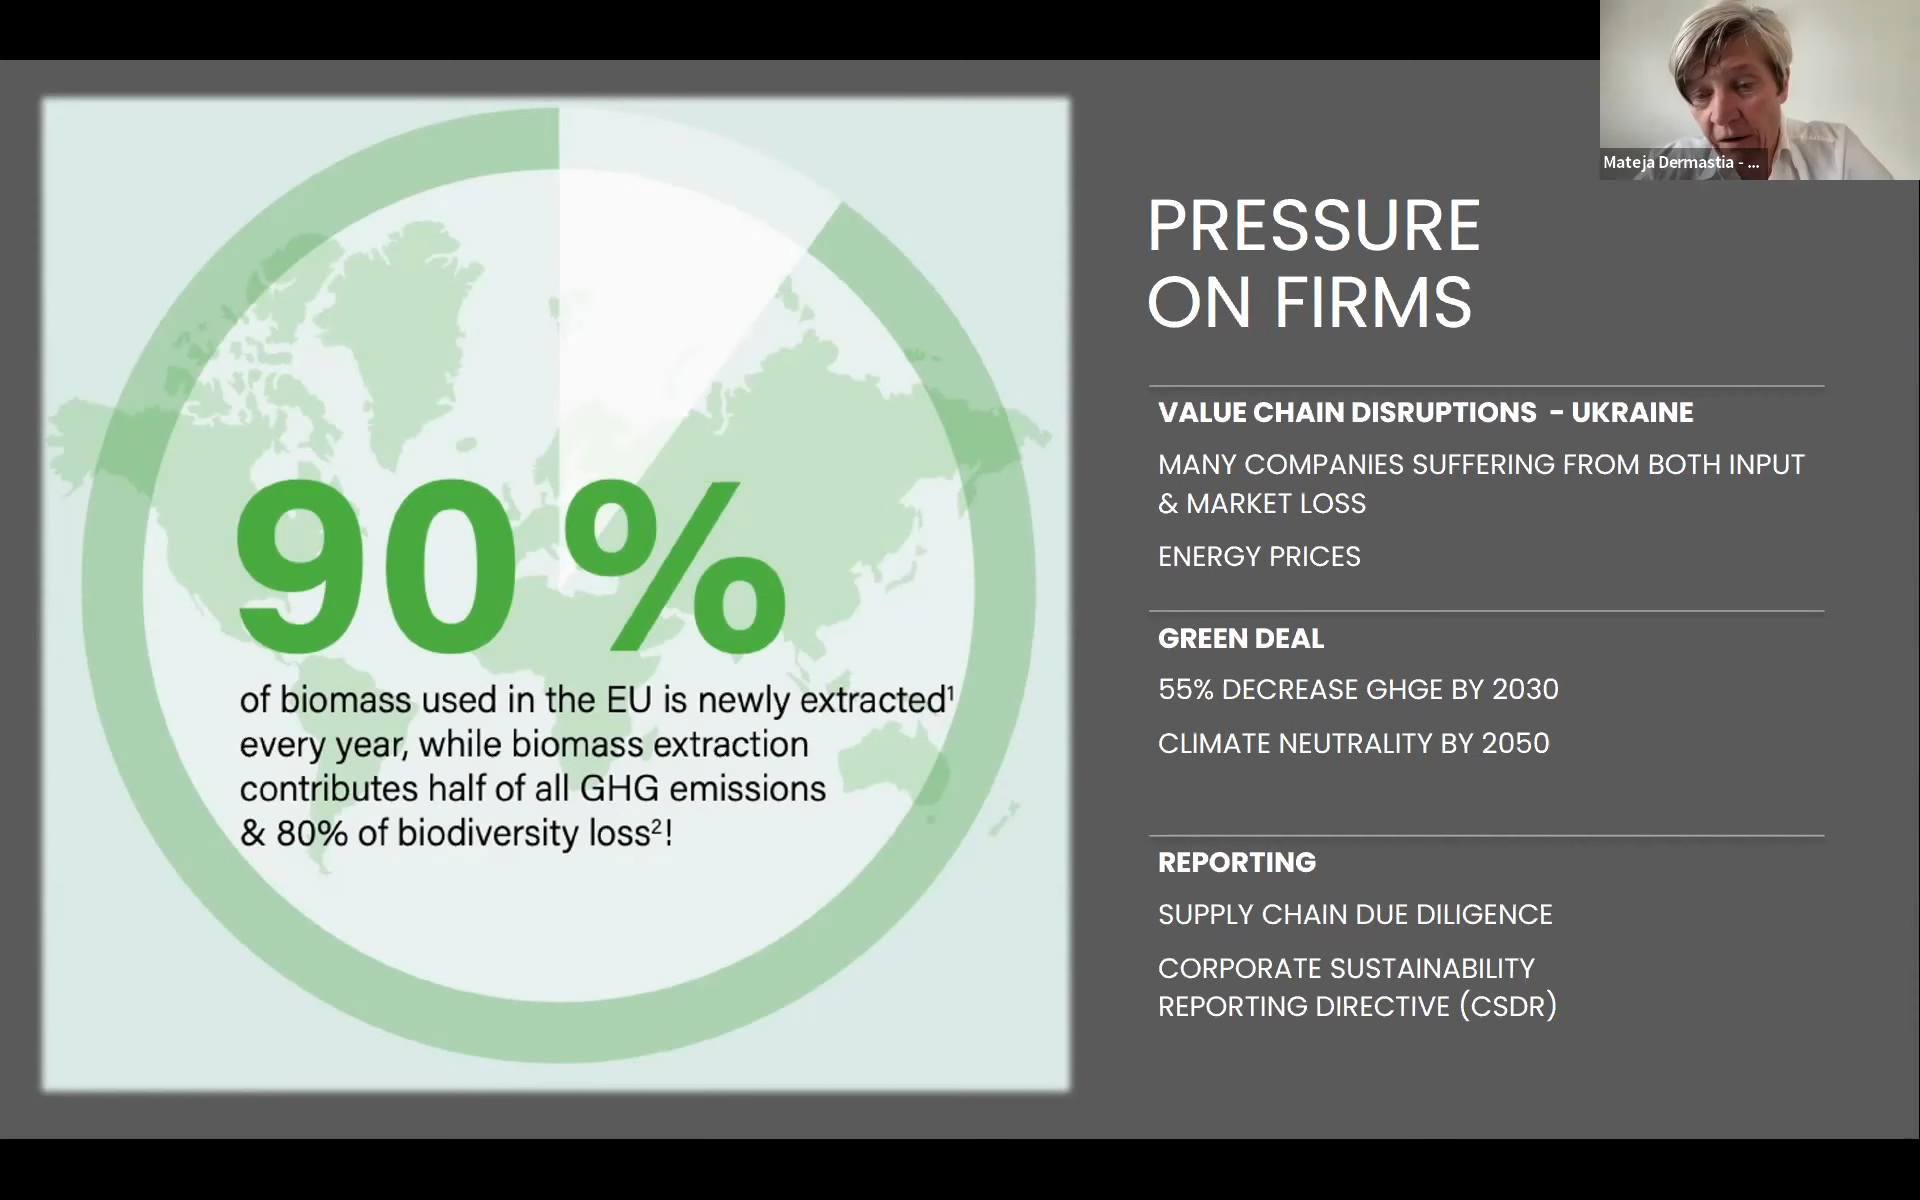 Mateja Dermastia - ...
90%
of biomass used in the EU is newly extracted¹
every year, while biomass extraction
contributes half of all GHG emissions
& 80% of biodiversity loss²!
PRESSURE
ON FIRMS
VALUE CHAIN DISRUPTIONS - UKRAINE
MANY COMPANIES SUFFERING FROM BOTH INPUT
& MARKET LOSS
ENERGY PRICES
GREEN DEAL
55% DECREASE GHGE BY 2030
CLIMATE NEUTRALITY BY 2050
REPORTING
SUPPLY CHAIN DUE DILIGENCE
CORPORATE SUSTAINABILITY
REPORTING DIRECTIVE (CSDR)